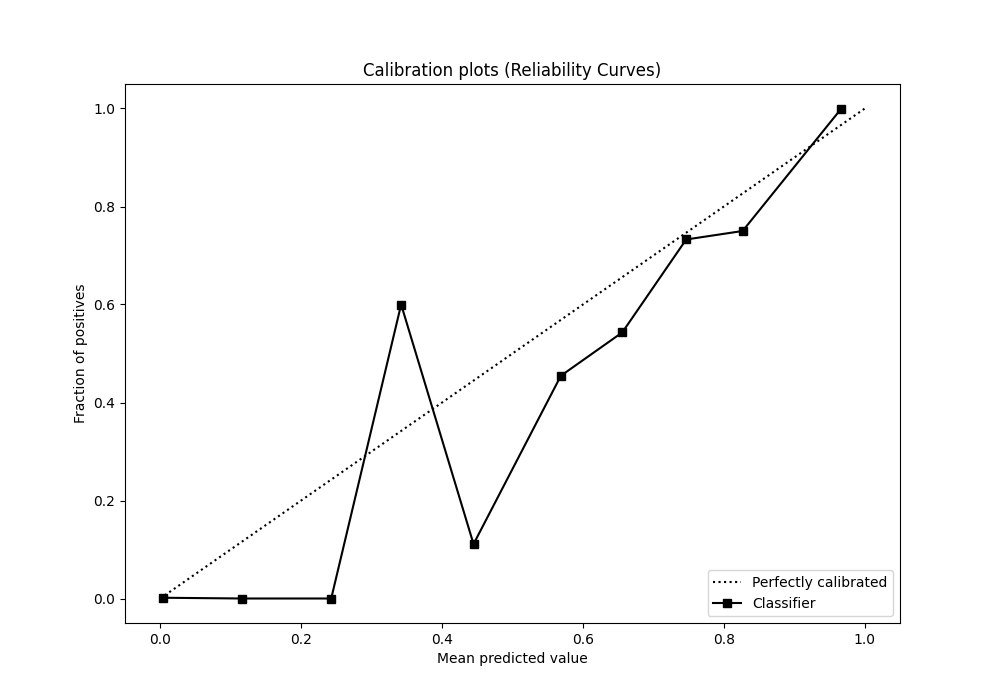 Calibration plots (Reliability Curves)
1.0
0.8
0.6
0.4
0.2
0.0
Fraction of positives
0.0 0.2 0.4 0.6 0.8 1.0
Mean predicted value
Perfectly calibrated
Classifier